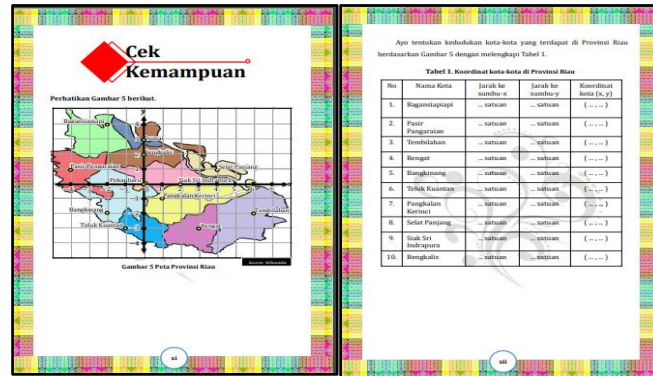 Cek
Kemampuan
Perhatikan Gambar 5 berikut.
Bagansiapiapi
Dumai
Bengkalis
Pasir Pengaraian
Selat Panjang
Pekanbaru
Siak Sri Indrapura
Pangkalan Kerinci
Bangkinang
Tembilahan
Teluk Kuantan
Rengat
Source: Wikipedia
Gambar 5 Peta Provinsi Riau
xi
Ayo tentukan kedudukan kota-kota yang terdapat di Provinsi Riau
berdasarkan Gambar 5 dengan melengkapi Tabel 1.
Tabel 1. Koordinat kota-kota di Provinsi Riau
No Nama Kota Jarak ke sumbu-x Jarak ke sumbu-y Koordinat kota (x, y)
1. Bagansiapiapi ... satuan ... satuan ( ... , ... )
2. Pasir Pangaraian ... satuan ... satuan ( ... , ... )
3. Tembilahan ... satuan ... satuan ( ... , ... )
4. Rengat ... satuan ... satuan ( ... , ... )
5. Bangkinang ... satuan ... satuan ( ... , ... )
6. Teluk Kuantan ... satuan ... satuan ( ... , ... )
7. Pangkalan Kerinci ... satuan ... satuan ( ... , ... )
8. Selat Panjang ... satuan ... satuan ( ... , ... )
9. Siak Sri Indrapura ... satuan ... satuan ( ... , ... )
10. Bengkalis ... satuan ... satuan ( ... , ... )
xii